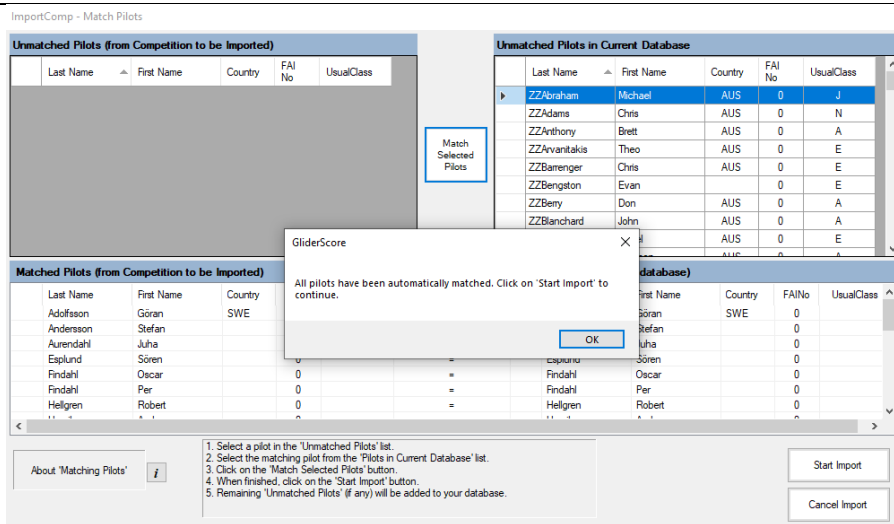 ImportComp - Match Pilots
Unmatched Pilots (from Competition to be Imported)
Last Name First Name Country FAI No UsualClass
Match Selected Pilots
Unmatched Pilots in Current Database
Last Name First Name Country FAI No UsualClass
ZZAbraham Michael AUS 0 J
ZZAdams Chris AUS 0 N
ZZAnthony Brett AUS 0 A
ZZArvanitakis Theo AUS 0 E
ZZBarrenger Chris AUS 0 E
ZZBengston Evan 0 E
ZZBerry Don AUS 0 A
ZZBlanchard John AUS 0 A
AUS 0 E
GliderScore
All pilots have been automatically matched. Click on 'Start Import' to
continue.
OK
Matched Pilots (from Competition to be Imported)
database)
Last Name First Name Country
First Name Country FAINo UsualClass
Adolfsson Göran SWE
Göran SWE 0
Andersson Stefan
Stefan 0
Aurendahl Juha
Juha 0
Esplund Sören 0 = Esplund Sören 0
Findahl Oscar 0 = Findahl Oscar 0
Findahl Per 0 = Findahl Per 0
Hellgren Robert 0 = Hellgren Robert 0
About 'Matching Pilots'
i
1. Select a pilot in the 'Unmatched Pilots' list.
2. Select the matching pilot from the 'Pilots in Current Database' list.
3. Click on the 'Match Selected Pilots' button.
4. When finished, click on the 'Start Import' button.
5. Remaining 'Unmatched Pilots' (if any) will be added to your database.
Start Import
Cancel Import